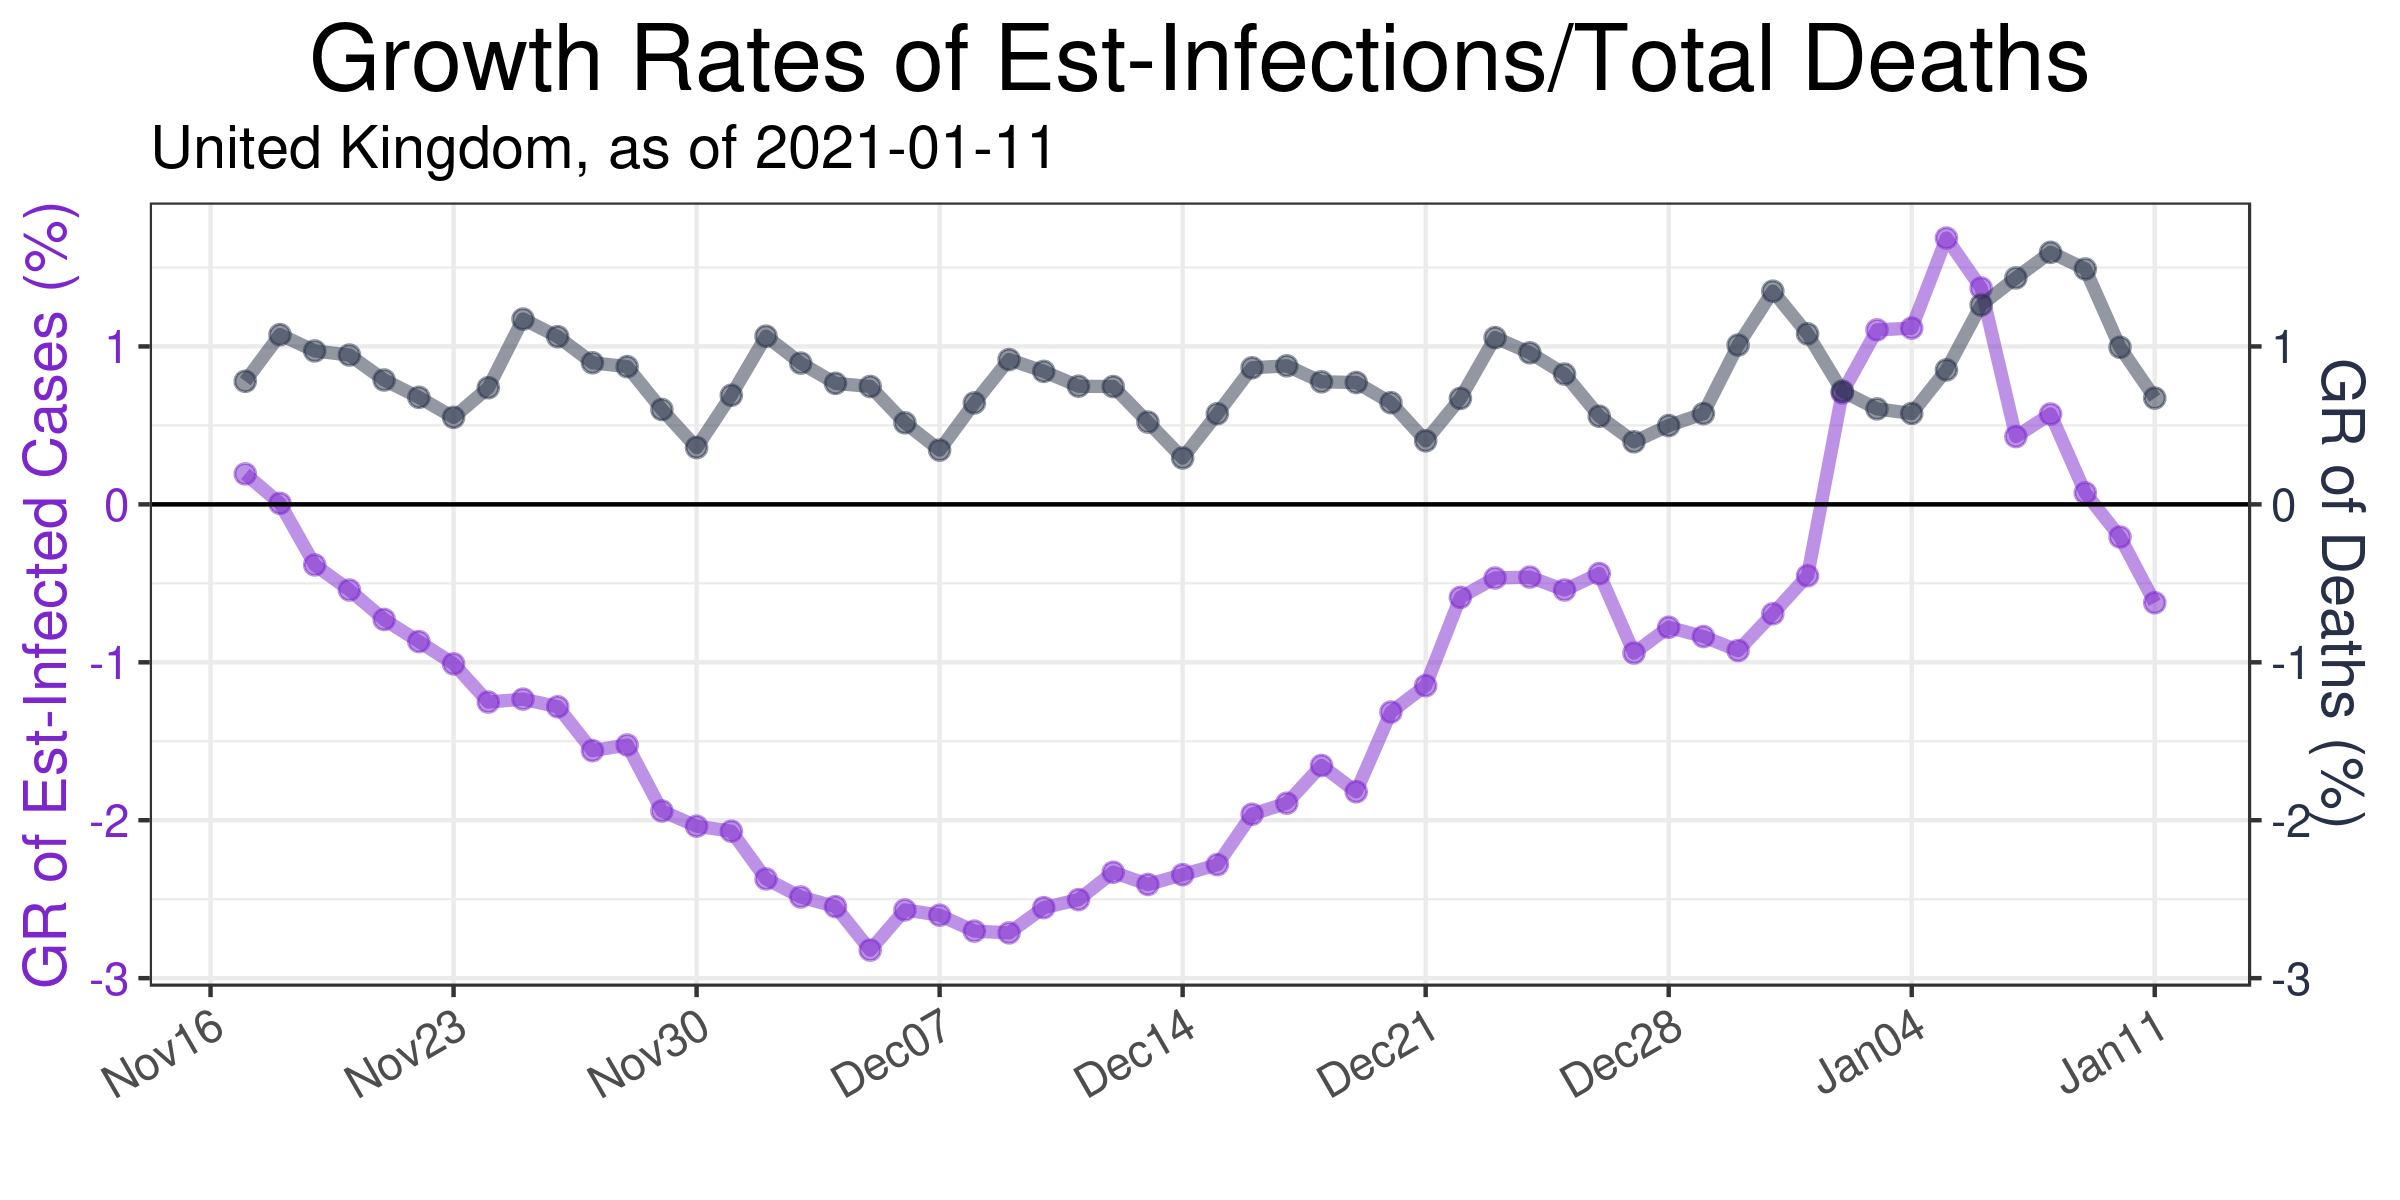 Growth Rates of Est-Infections/Total Deaths
United Kingdom, as of 2021-01-11
GR of Est-Infected Cases (%)
1
0
-1
-2
-3
1
0
-1
-2
-3
GR of Deaths (%)
Nov16
Nov23
Nov30
Dec07
Dec14
Dec21
Dec28
Jan04
Jan11